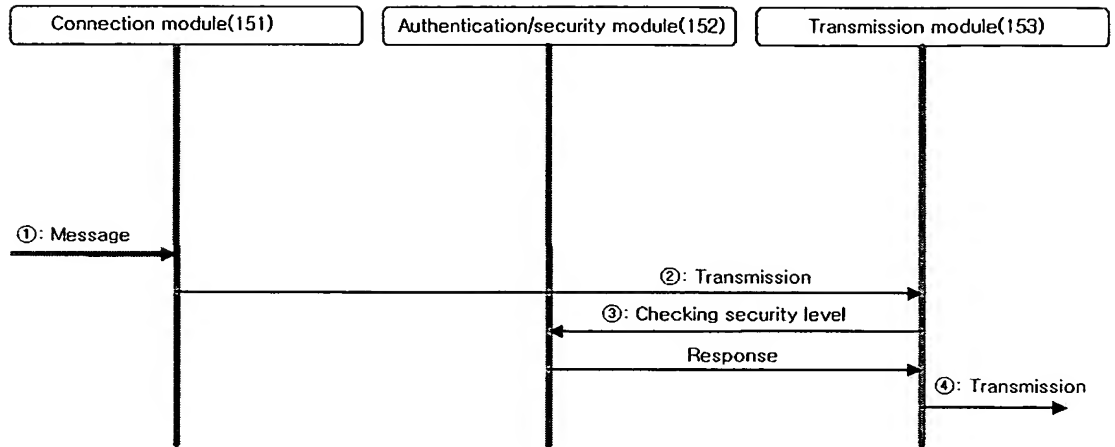 Connection module(151)
Authentication/security module(152)
Transmission module(153)
①: Message
②: Transmission
③: Checking security level
Response
④: Transmission